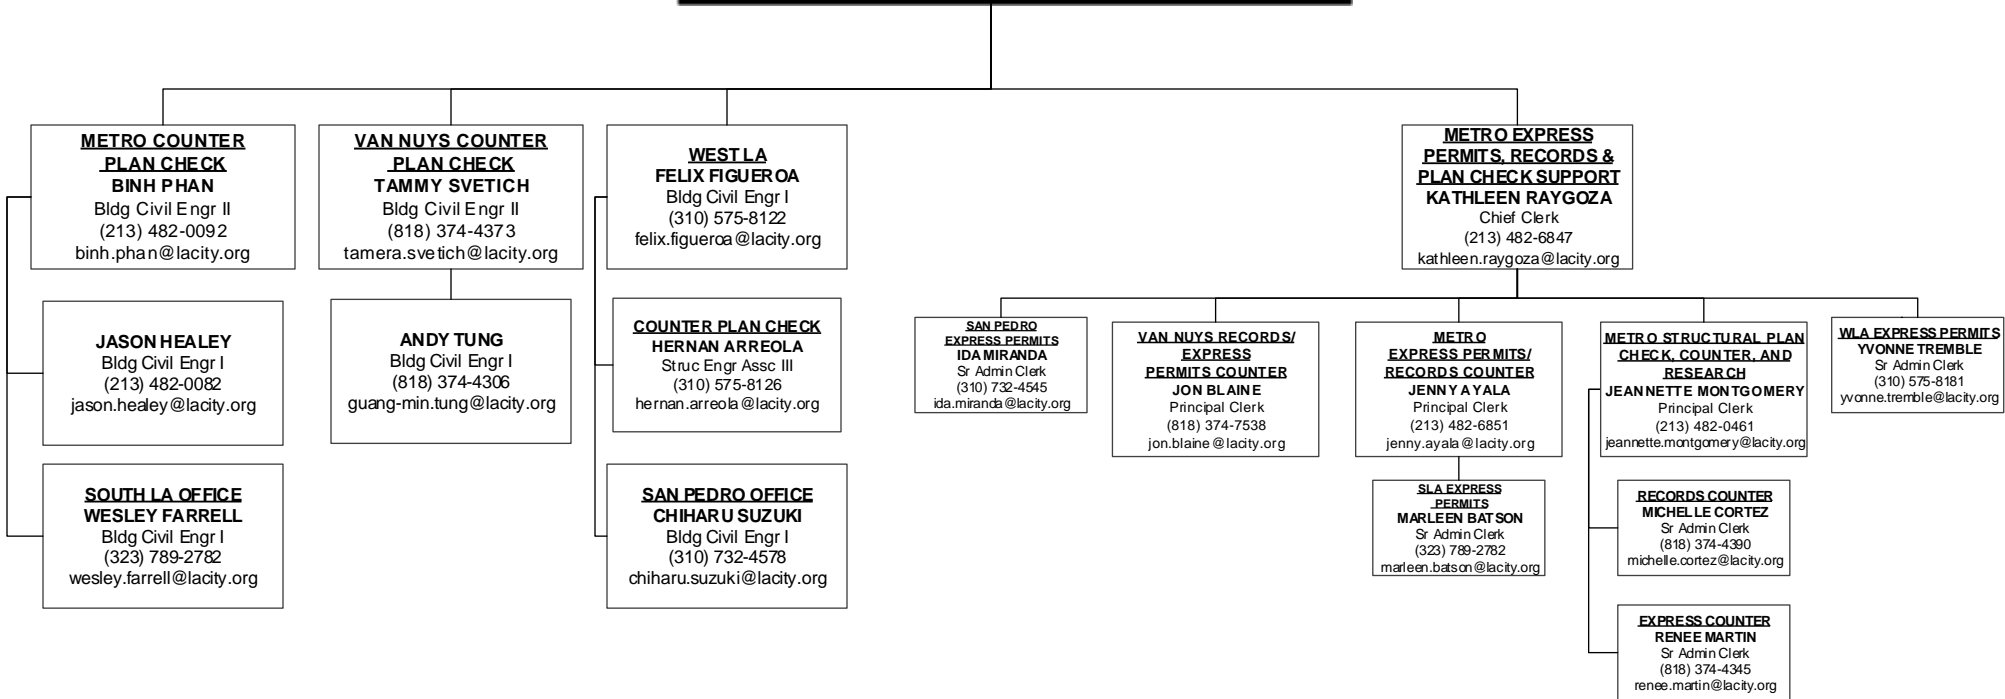 METRO COUNTER
PLAN CHECK
BINH PHAN
Bldg Civil Engr II
(213) 482-0092
binh.phan@lacity.org
VAN NUYS COUNTER
PLAN CHECK
TAMMY SVETICH
Bldg Civil Engr II
(818) 374-4373
tamera.svetich@lacity.org
WEST LA
FELIX FIGUEROA
Bldg Civil Engr I
(310) 575-8122
felix.figueroa@lacity.org
METRO EXPRESS
PERMITS, RECORDS &
PLAN CHECK SUPPORT
KATHLEEN RAYGOZA
Chief Clerk
(213) 482-6847
kathleen.raygoza@lacity.org
JASON HEALEY
Bldg Civil Engr I
(213) 482-0082
jason.healey@lacity.org
ANDY TUNG
Bldg Civil Engr I
(818) 374-4306
guang-min.tung@lacity.org
COUNTER PLAN CHECK
HERNAN ARREOLA
Struc Engr Assc III
(310) 575-8126
hernan.arreola@lacity.org
SAN PEDRO
EXPRESS PERMITS
IDA MIRANDA
Sr Admin Clerk
(310) 732-4545
ida.miranda@lacity.org
VAN NUYS RECORDS/
EXPRESS
PERMITS COUNTER
JON BLAINE
Principal Clerk
(818) 374-7538
jon.blaine@lacity.org
METRO
EXPRESS PERMITS/
RECORDS COUNTER
JENNY AYALA
Principal Clerk
(213) 482-6851
jenny.ayala@lacity.org
METRO STRUCTURAL PLAN
CHECK, COUNTER, AND
RESEARCH
JEANNETTE MONTGOMERY
Principal Clerk
(213) 482-0461
jeannette.montgomery@lacity.org
WLA EXPRESS PERMITS
YVONNE TREMBLE
Sr Admin Clerk
(310) 575-8181
yvonne.tremble@lacity.org
SOUTH LA OFFICE
WESLEY FARRELL
Bldg Civil Engr I
(323) 789-2782
wesley.farrell@lacity.org
SAN PEDRO OFFICE
CHIHARU SUZUKI
Bldg Civil Engr I
(310) 732-4578
chiharu.suzuki@lacity.org
SLA EXPRESS
PERMITS
MARLEEN BATSON
Sr Admin Clerk
(323) 789-2782
marleen.batson@lacity.org
RECORDS COUNTER
MICHELLE CORTEZ
Sr Admin Clerk
(818) 374-4390
michelle.cortez@lacity.org
EXPRESS COUNTER
RENEE MARTIN
Sr Admin Clerk
(818) 374-4345
renee.martin@lacity.org